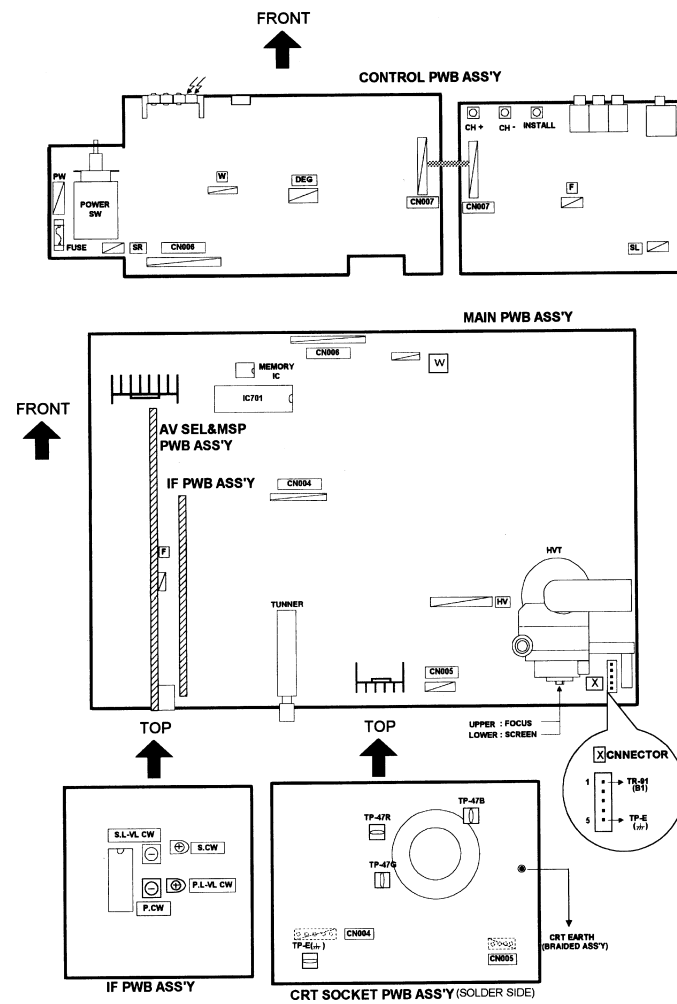 FRONT
CONTROL PWB ASS'Y
CH +
CH -
INSTALL
PW
W
DEG
F
POWER
SW
CN007
CN007
FUSE
SR
CN006
SL
MAIN PWB ASS'Y
CN006
W
MEMORY
IC
IC701
FRONT
AV SEL&MSP
PWB ASS'Y
IF PWB ASS'Y
CN004
F
HVT
TUNNER
HV
CN005
X
TOP
TOP
UPPER : FOCUS
LOWER : SCREEN
X CNNECTOR
1
TR-91
(B1)
5
TP-E
TP-47B
TP-47R
S.L-VL CW
S.CW
TP-47G
P.L-VL CW
P.CW
CN004
TP-E( )
CN005
CRT EARTH
(BRAIDED ASS'Y)
IF PWB ASS'Y
CRT SOCKET PWB ASS'Y (SOLDER SIDE)